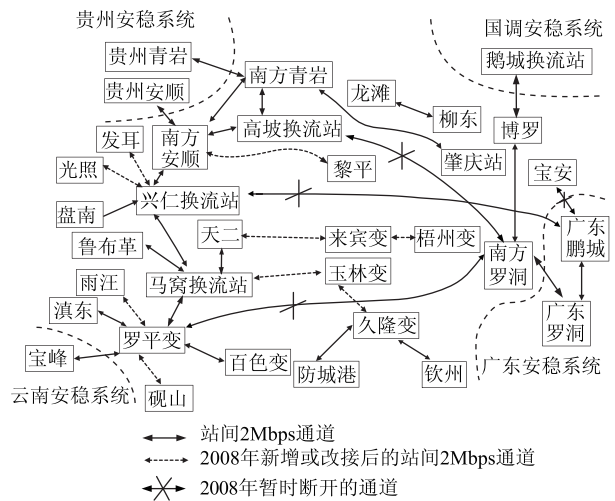 贵州安稳系统
国调安稳系统
贵州青岩
鹅城换流站
南方青岩
贵州安顺
龙滩
柳东
发耳
南方
安顺
高坡换流站
博罗
光照
黎平
肇庆站
宝安
兴仁换流站
盘南
天二
来宾变
梧州变
广东
鹏城
鲁布革
南方
罗洞
雨汪
马窝换流站
玉林变
滇东
久隆变
广东
罗洞
罗平变
宝峰
百色变
防城港
钦州
广东安稳系统
云南安稳系统
砚山
站间2Mbps通道
2008年新增或改接后的站间2Mbps通道
2008年暂时断开的通道